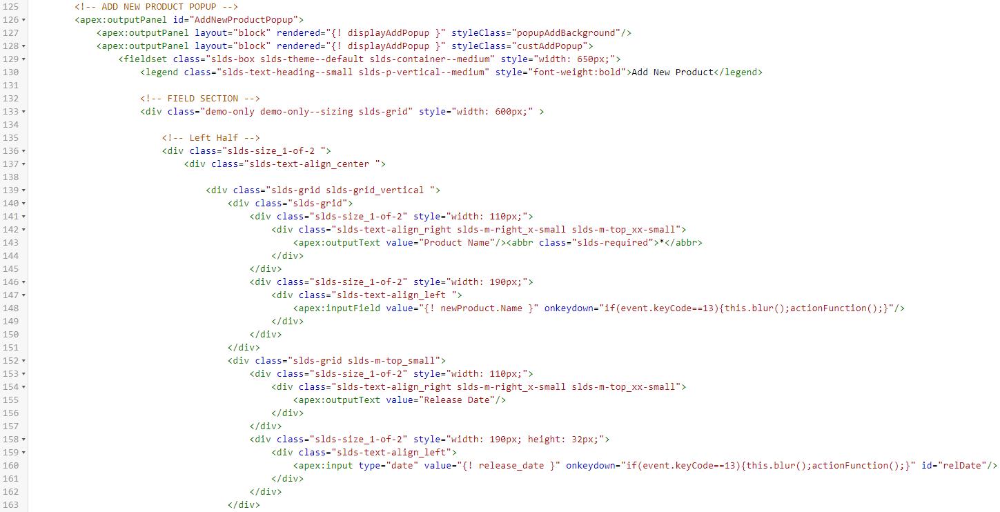 125 <!-- ADD NEW PRODUCT POPUP -->
126 <apex:outputPanel id="AddNewProductPopup">
127 <apex:outputPanel layout="block" rendered="{! displayAddPopup }" styleClass="popupAddBackground"/>
128 <apex:outputPanel layout="block" rendered="{! displayAddPopup }" styleClass="custAddPopup">
129 <fieldset class="slds-box slds-theme--default slds-container--medium" style="width: 650px;">
130 <legend class="slds-text-heading--small slds-p-vertical--medium" style="font-weight:bold">Add New Product</legend>
131
132 <!-- FIELD SECTION -->
133 <div class="demo-only demo-only--sizing slds-grid" style="width: 600px;" >
134
135 <!-- Left Half -->
136 <div class="slds-size_1-of-2 ">
137 <div class="slds-text-align_center ">
138
139 <div class="slds-grid slds-grid_vertical ">
140 <div class="slds-grid">
141 <div class="slds-size_1-of-2" style="width: 110px;">
142 <div class="slds-text-align_right slds-m-right_x-small slds-m-top_xx-small">
143 <apex:outputText value="Product Name"/><abbr class="slds-required">*</abbr>
144 </div>
145 </div>
146 <div class="slds-size_1-of-2" style="width: 190px;">
147 <div class="slds-text-align_left ">
148 <apex:inputField value="{! newProduct.Name }" onkeydown="if(event.keyCode==13){this.blur();actionFunction();}"/>
149 </div>
150 </div>
151 </div>
152 <div class="slds-grid slds-m-top_small">
153 <div class="slds-size_1-of-2" style="width: 110px;">
154 <div class="slds-text-align_right slds-m-right_x-small slds-m-top_xx-small">
155 <apex:outputText value="Release Date"/>
156 </div>
157 </div>
158 <div class="slds-size_1-of-2" style="width: 190px; height: 32px;">
159 <div class="slds-text-align_left">
160 <apex:input type="date" value="{! release_date }" onkeydown="if(event.keyCode==13){this.blur();actionFunction();}" id="relDate"/>
161 </div>
162 </div>
163 </div>